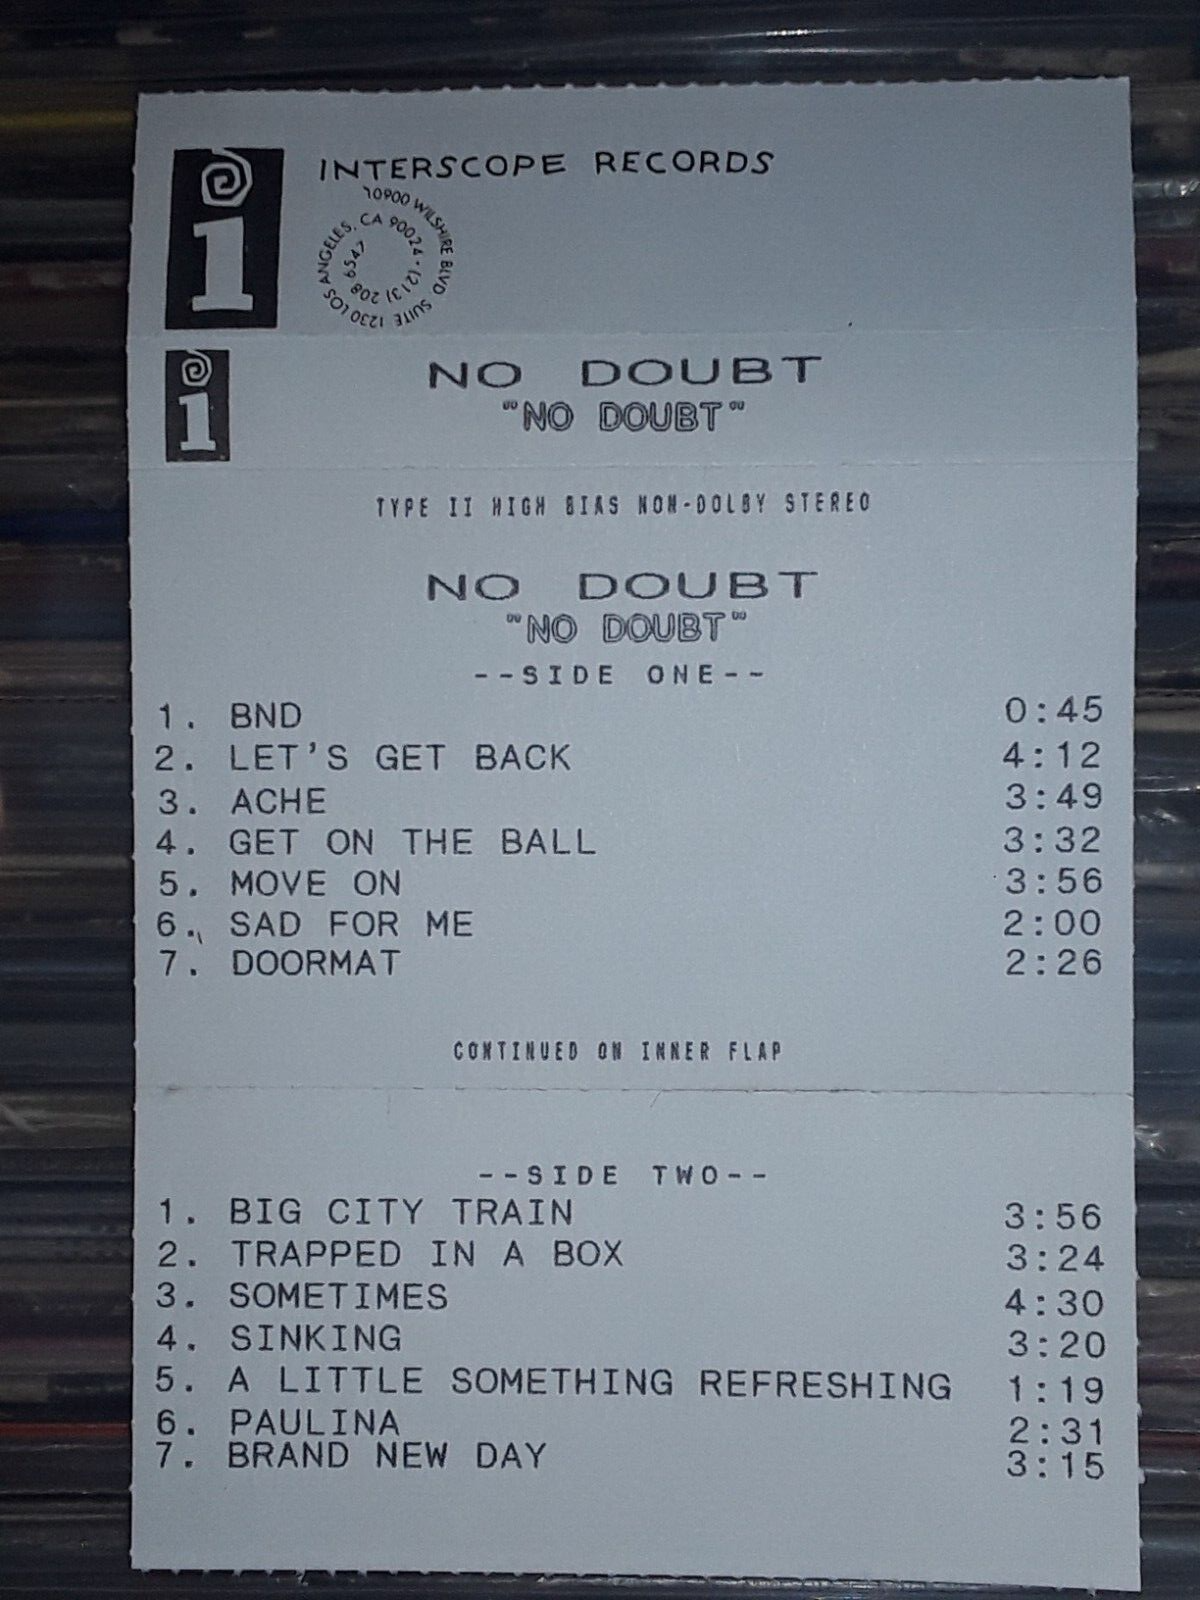 i
INTERSCOPE RECORDS
10900 WILSHIRE BLVD SUITE 1230 LOS ANGELES, CA 90024 • (213) 208 6547
i
NO DOUBT
"NO DOUBT"
TYPE II HIGH BIAS NON-DOLBY STEREO
NO DOUBT
"NO DOUBT"
--SIDE ONE--
1. BND 0:45
2. LET'S GET BACK 4:12
3. ACHE 3:49
4. GET ON THE BALL 3:32
5. MOVE ON 3:56
6. SAD FOR ME 2:00
7. DOORMAT 2:26
CONTINUED ON INNER FLAP
--SIDE TWO--
1. BIG CITY TRAIN 3:56
2. TRAPPED IN A BOX 3:24
3. SOMETIMES 4:30
4. SINKING 3:20
5. A LITTLE SOMETHING REFRESHING 1:19
6. PAULINA 2:31
7. BRAND NEW DAY 3:15